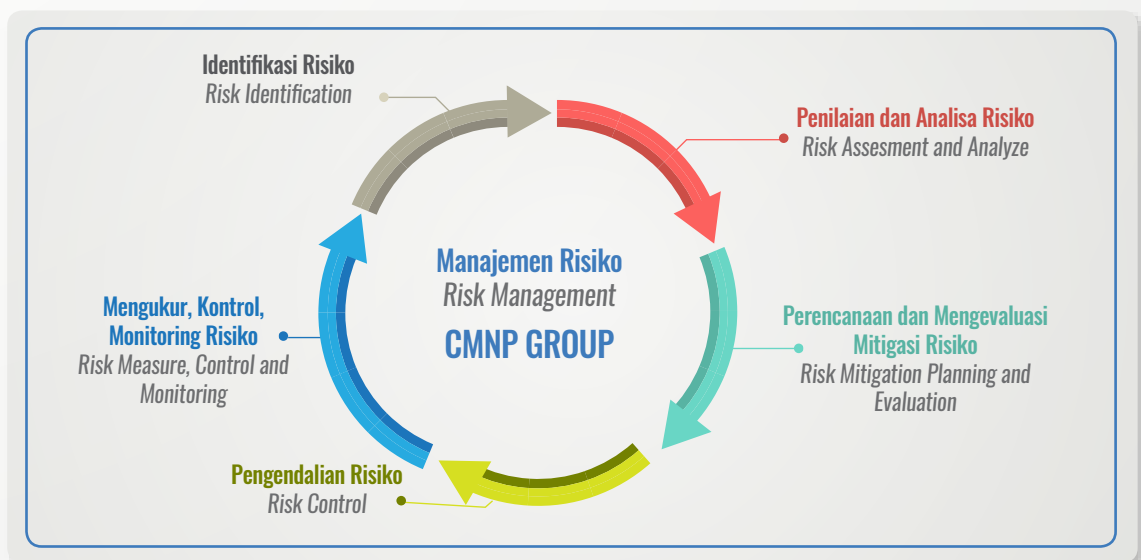 Identifikasi Risiko
Risk Identification
Penilaian dan Analisa Risiko
Risk Assesment and Analyze
Manajemen Risiko
Risk Management
CMNP GROUP
Mengukur, Kontrol,
Monitoring Risiko
Risk Measure, Control and
Monitoring
Perencanaan dan Mengevaluasi
Mitigasi Risiko
Risk Mitigation Planning and
Evaluation
Pengendalian Risiko
Risk Control